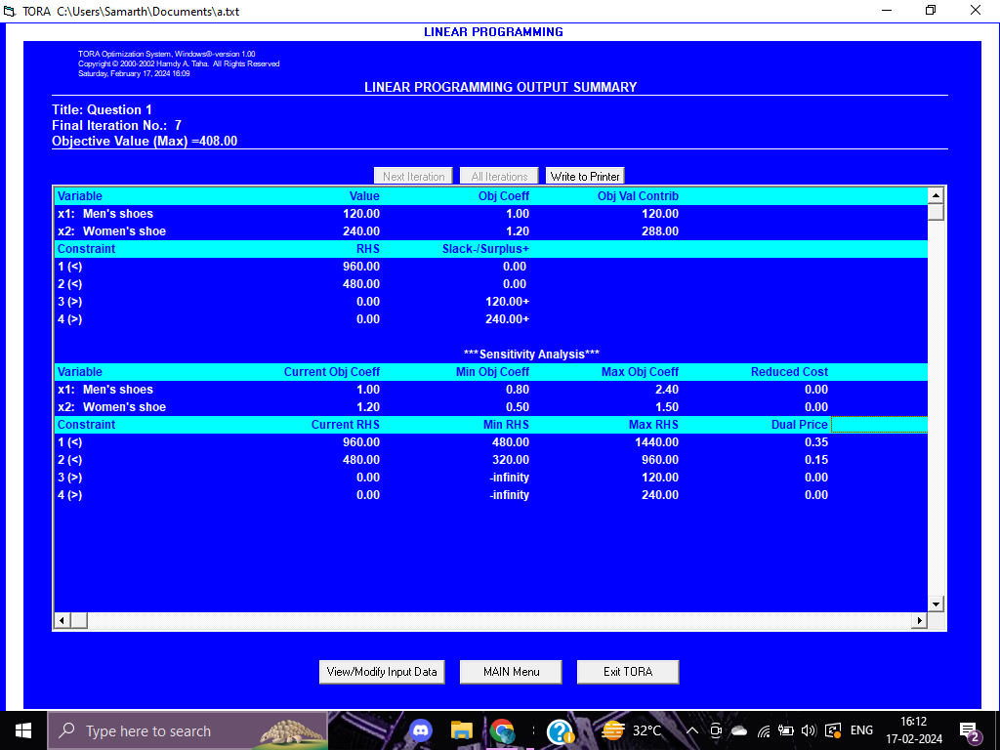 TORA C:\Users\Samarth\Documents\a.txt
LINEAR PROGRAMMING
TORA Optimization System, Windows®-version 1.00
Copyright © 2000-2002 Hamdy A. Taha. All Rights Reserved
Saturday, February 17, 2024 16:09
LINEAR PROGRAMMING OUTPUT SUMMARY
Title: Question 1
Final Iteration No.: 7
Objective Value (Max) =408.00
Next Iteration All Iterations Write to Printer
Variable Value Obj Coeff Obj Val Contrib
x1: Men's shoes 120.00 1.00 120.00
x2: Women's shoe 240.00 1.20 288.00
Constraint RHS Slack-/Surplus+
1 (<) 960.00 0.00
2 (<) 480.00 0.00
3 (>) 0.00 120.00+
4 (>) 0.00 240.00+
***Sensitivity Analysis***
Variable Current Obj Coeff Min Obj Coeff Max Obj Coeff Reduced Cost
x1: Men's shoes 1.00 0.80 2.40 0.00
x2: Women's shoe 1.20 0.50 1.50 0.00
Constraint Current RHS Min RHS Max RHS Dual Price
1 (<) 960.00 480.00 1440.00 0.35
2 (<) 480.00 320.00 960.00 0.15
3 (>) 0.00 -infinity 120.00 0.00
4 (>) 0.00 -infinity 240.00 0.00
View/Modify Input Data MAIN Menu Exit TORA
Type here to search 32°C ENG 16:12
17-02-2024 2